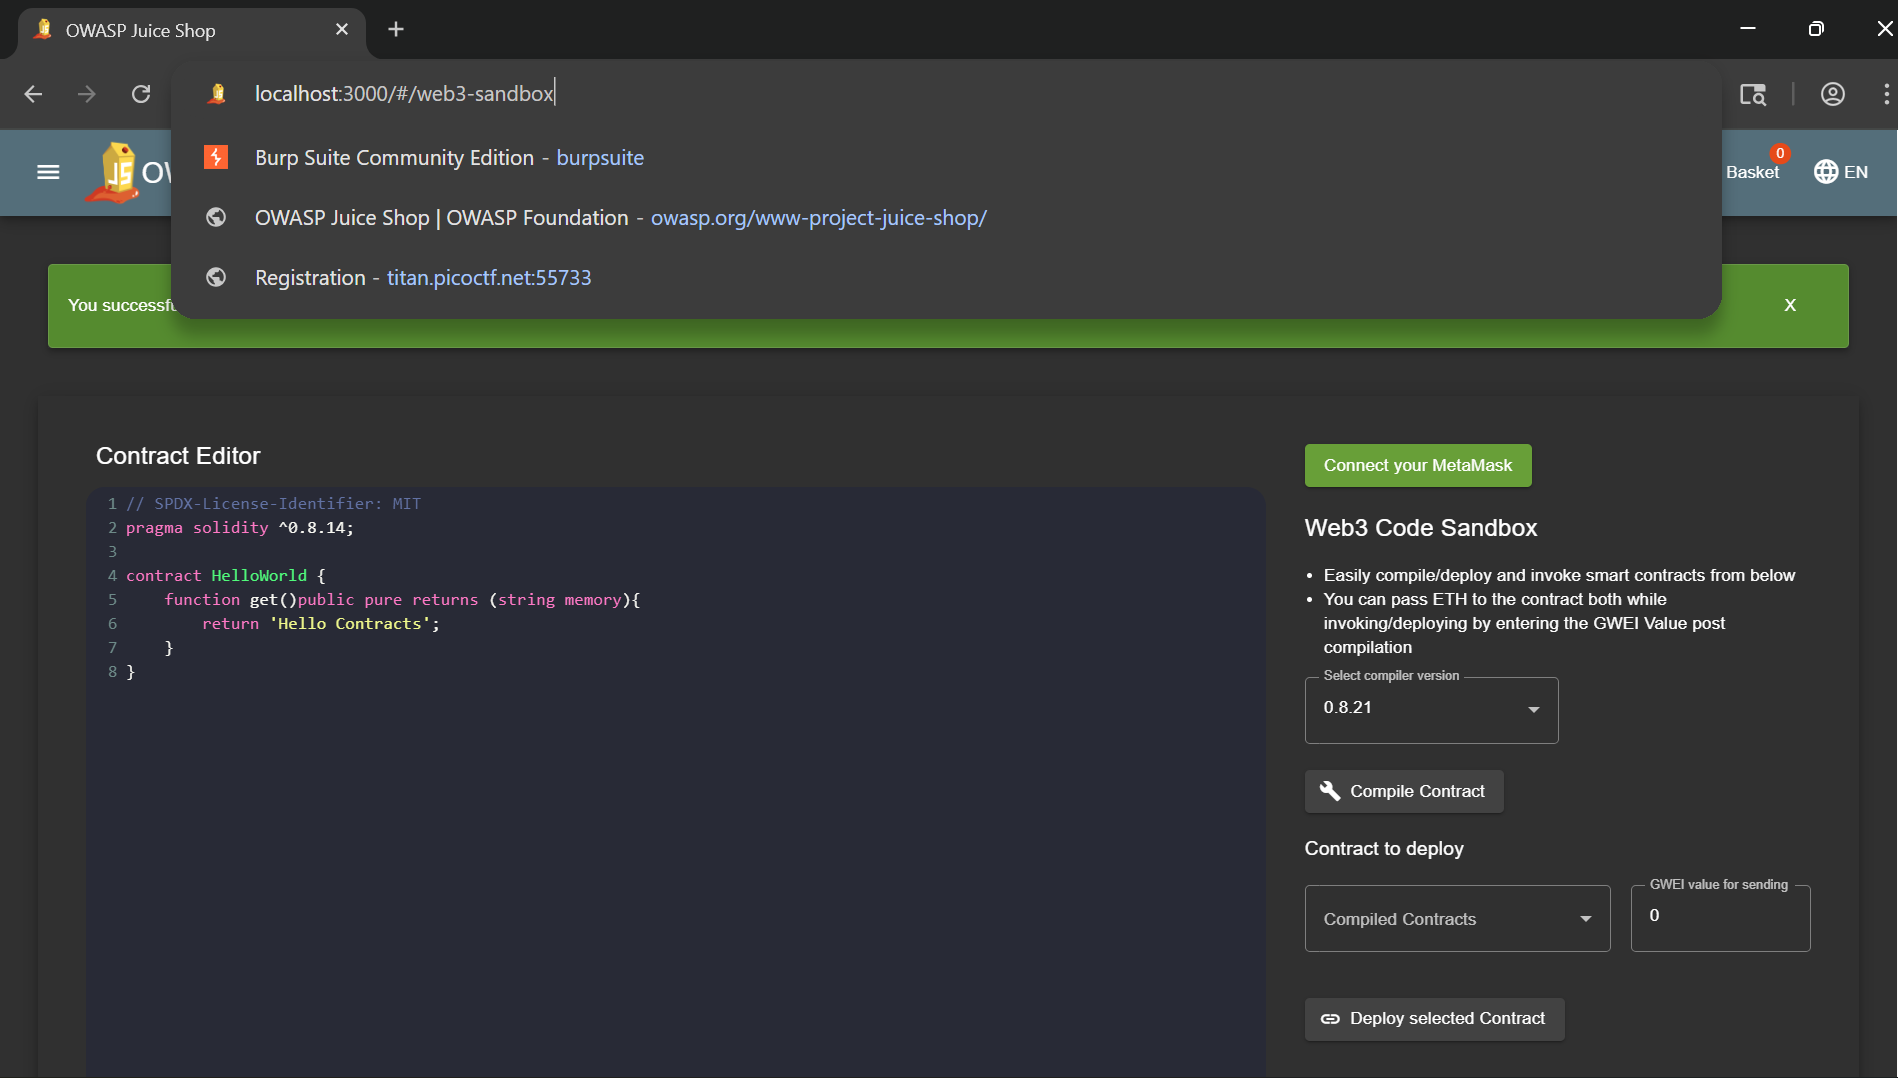 OWASP Juice Shop
localhost:3000/#/web3-sandbox
Burp Suite Community Edition - burpsuite
OWASP Juice Shop | OWASP Foundation - owasp.org/www-project-juice-shop/
Registration - titan.picoctf.net:55733
JS
Basket
0
EN
You
X
Contract Editor
1 // SPDX-License-Identifier: MIT
2 pragma solidity ^0.8.14;
3
4 contract HelloWorld {
5 function get()public pure returns (string memory){
6 return 'Hello Contracts';
7 }
8 }
Connect your MetaMask
Web3 Code Sandbox
• Easily compile/deploy and invoke smart contracts from below
• You can pass ETH to the contract both while
invoking/deploying by entering the GWEI Value post
compilation
Select compiler version
0.8.21
Compile Contract
Contract to deploy
Compiled Contracts
GWEI value for sending
0
Deploy selected Contract